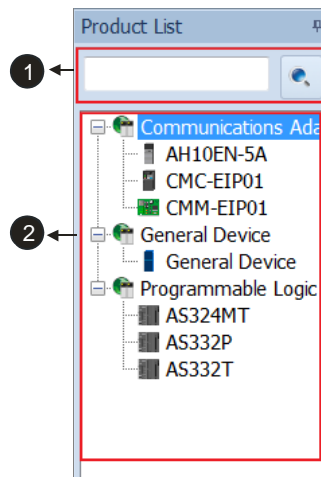 Product List
1
Communications Ada
AH10EN-5A
CMC-EIP01
CMM-EIP01
2
General Device
General Device
Programmable Logic
AS324MT
AS332P
AS332T